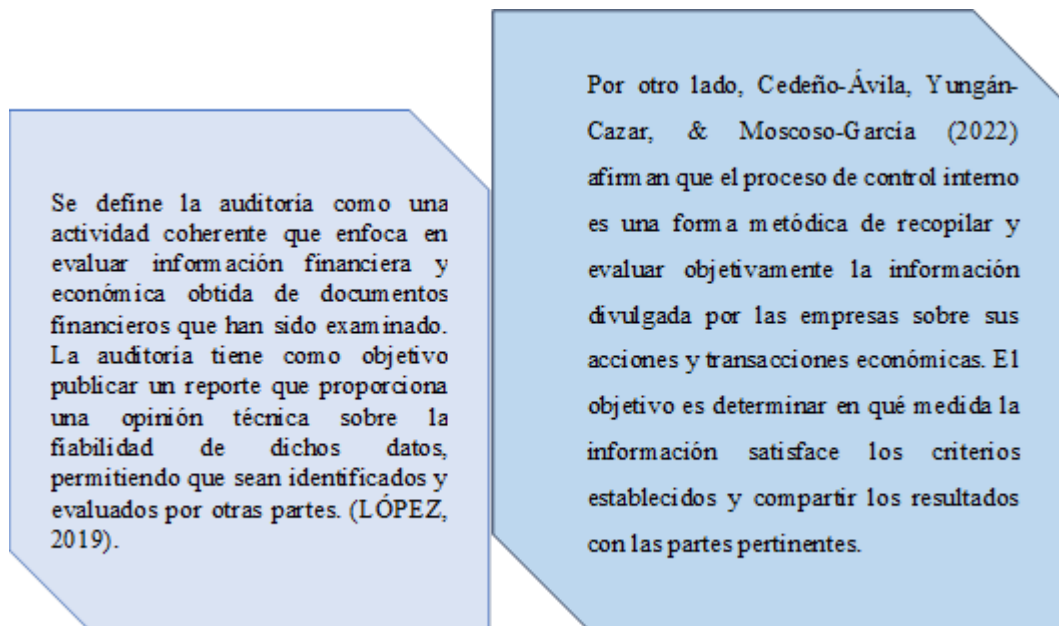 Se define la auditoría como una
actividad coherente que enfoca en
evaluar información financiera y
económica obtida de documentos
financieros que han sido examinado.
La auditoría tiene como objetivo
publicar un reporte que proporciona
una opinión técnica sobre la
fiabilidad de dichos datos,
permitiendo que sean identificados y
evaluados por otras partes. (LÓPEZ,
2019).
Por otro lado, Cedeño-Ávila, Yungán-
Cazar, & Moscoso-García (2022)
afirman que el proceso de control interno
es una forma metódica de recopilar y
evaluar objetivamente la información
divulgada por las empresas sobre sus
acciones y transacciones económicas. El
objetivo es determinar en qué medida la
información satisface los criterios
establecidos y compartir los resultados
con las partes pertinentes.